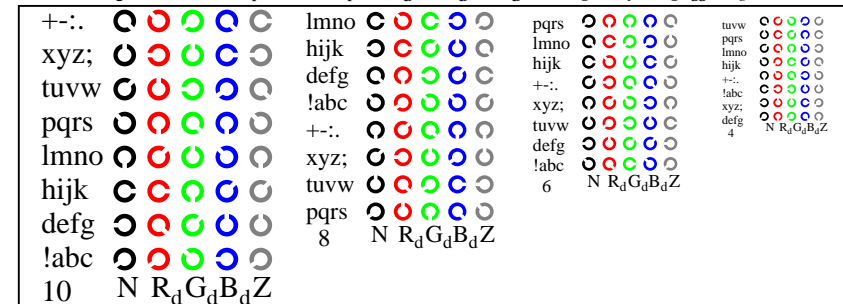 +-:.
xyz;
tuvw
pqrs
lmno
hijk
defg
!abc
10 N RdGdBdZ
lmno
hijk
defg
!abc
+-:.
xyz;
tuvw
pqrs
8 N RdGdBdZ
pqrs
lmno
hijk
+-:.
xyz;
tuvw
defg
!abc
6 N RdGdBdZ
tuvw
pqrs
lmno
hijk
+-:.
!abc
xyz;
defg
4 N RdGdBdZ